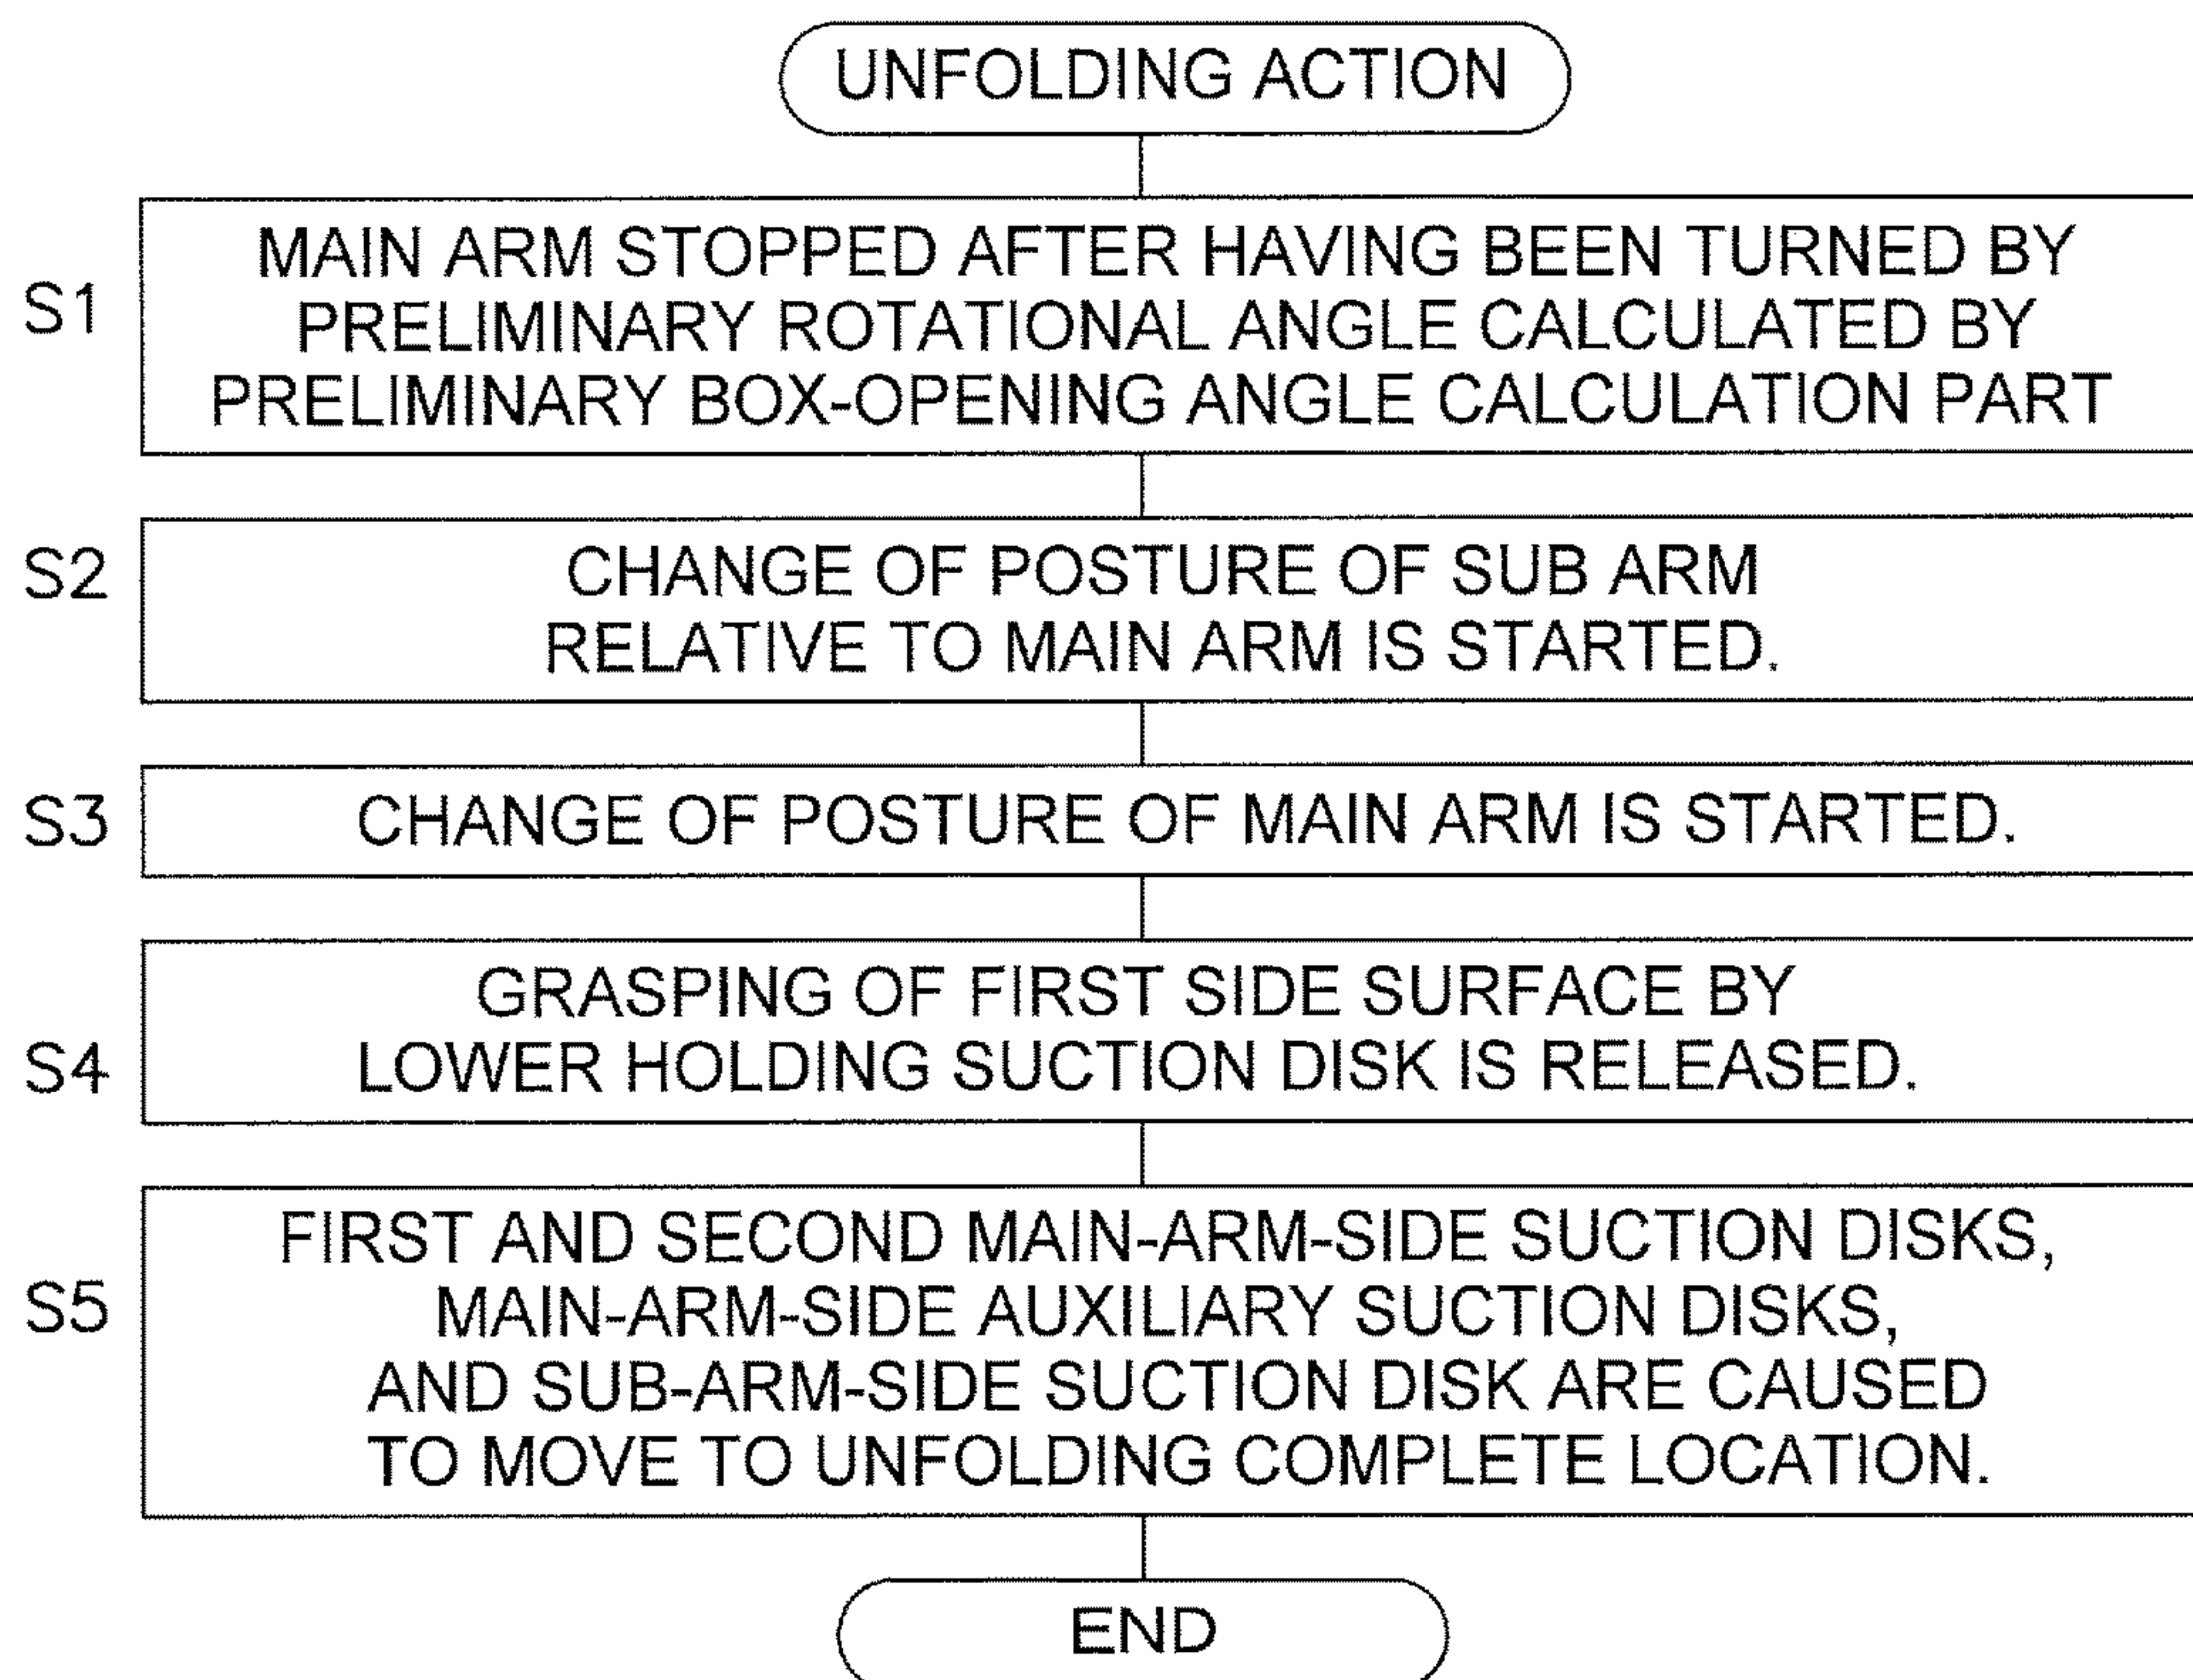 UNFOLDING ACTION
S1
MAIN ARM STOPPED AFTER HAVING BEEN TURNED BY
PRELIMINARY ROTATIONAL ANGLE CALCULATED BY
PRELIMINARY BOX-OPENING ANGLE CALCULATION PART
S2
CHANGE OF POSTURE OF SUB ARM
RELATIVE TO MAIN ARM IS STARTED.
S3
CHANGE OF POSTURE OF MAIN ARM IS STARTED.
S4
GRASPING OF FIRST SIDE SURFACE BY
LOWER HOLDING SUCTION DISK IS RELEASED.
S5
FIRST AND SECOND MAIN-ARM-SIDE SUCTION DISKS,
MAIN-ARM-SIDE AUXILIARY SUCTION DISKS,
AND SUB-ARM-SIDE SUCTION DISK ARE CAUSED
TO MOVE TO UNFOLDING COMPLETE LOCATION.
END